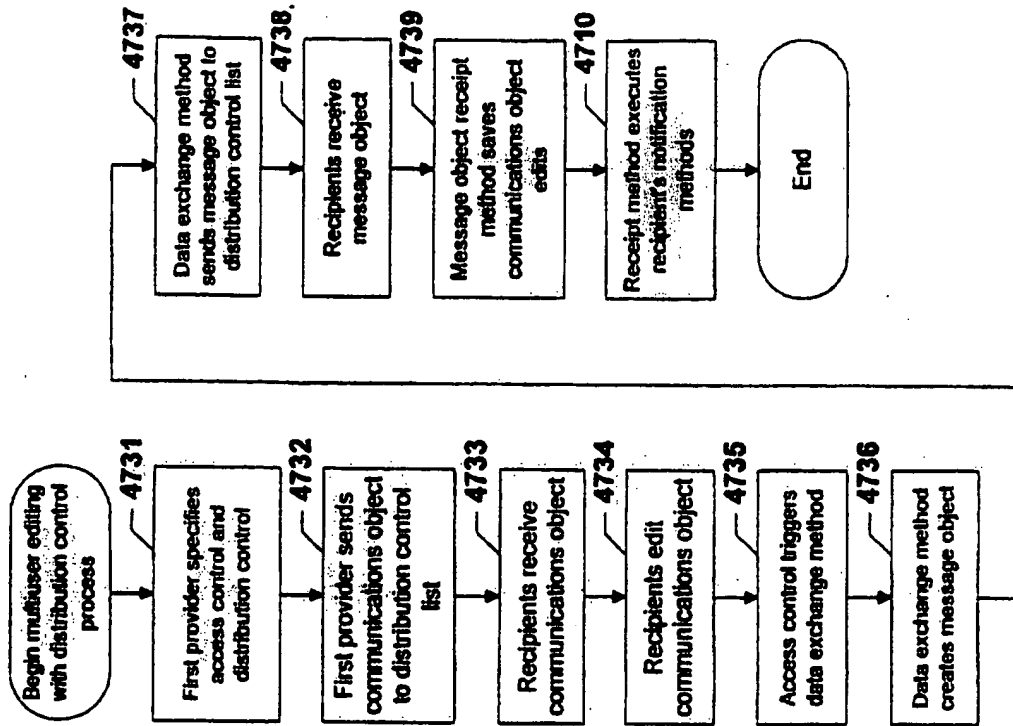 Begin multiuser editing
with distribution control
process
4731
First provider specifies
access control and
distribution control
4732
First provider sends
communications object
to distribution control
list
4733
Recipients receive
communications object
4734
Recipients edit
communications object
4735
Access control triggers
data exchange method
4736
Data exchange method
creates message object
4737
Data exchange method
sends message object to
distribution control list
4738.
Recipients receive
message object
4739
Message object receipt
method saves
communications object
edits
4710
Receipt method executes
recipient's notification
methods
End